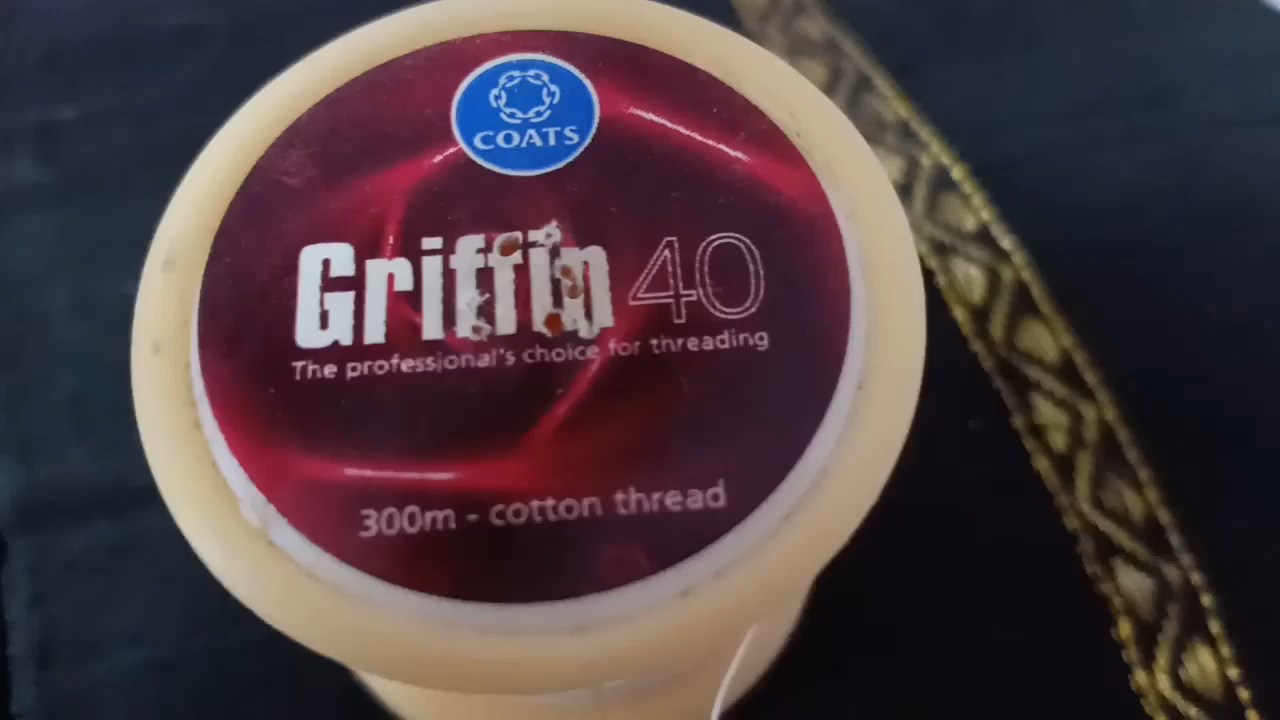 COATS
Griffin 40
The professional's choice for threading
300m - cotton thread